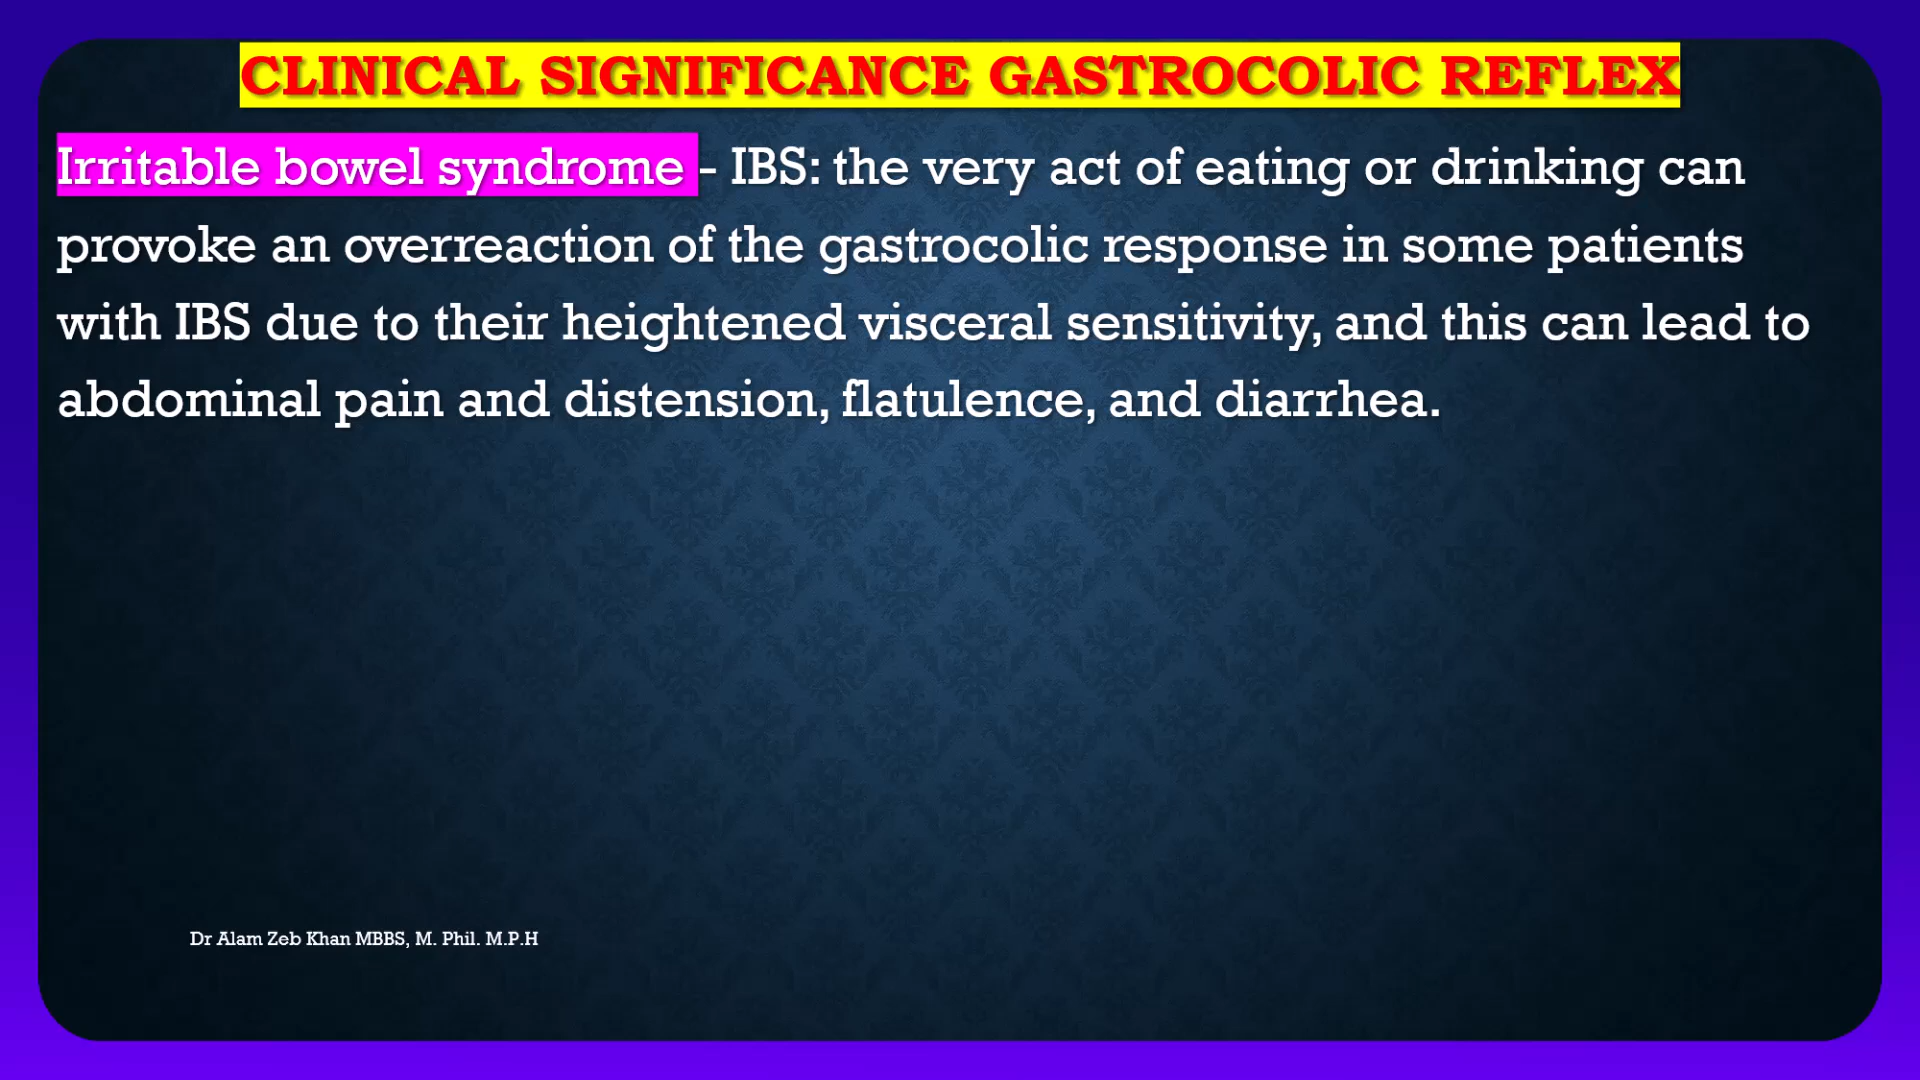 CLINICAL SIGNIFICANCE GASTROCOLIC REFLEX
Irritable bowel syndrome - IBS: the very act of eating or drinking can
provoke an overreaction of the gastrocolic response in some patients
with IBS due to their heightened visceral sensitivity, and this can lead to
abdominal pain and distension, flatulence, and diarrhea.
Dr Alam Zeb Khan MBBS, M. Phil. M.P.H